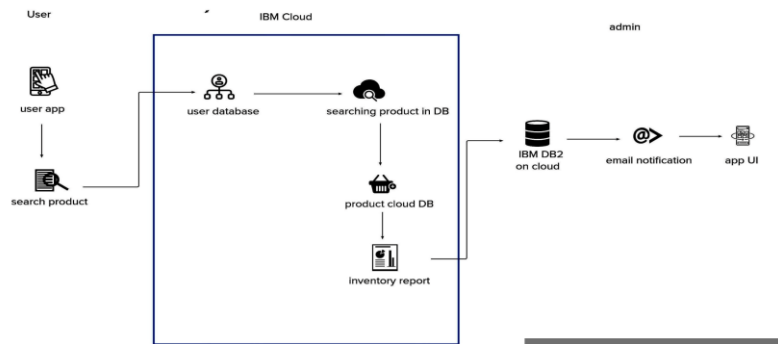 User
IBM Cloud
admin
user app
user database
searching product in DB
search product
product cloud DB
inventory report
IBM DB2
on cloud
email notification
app UI